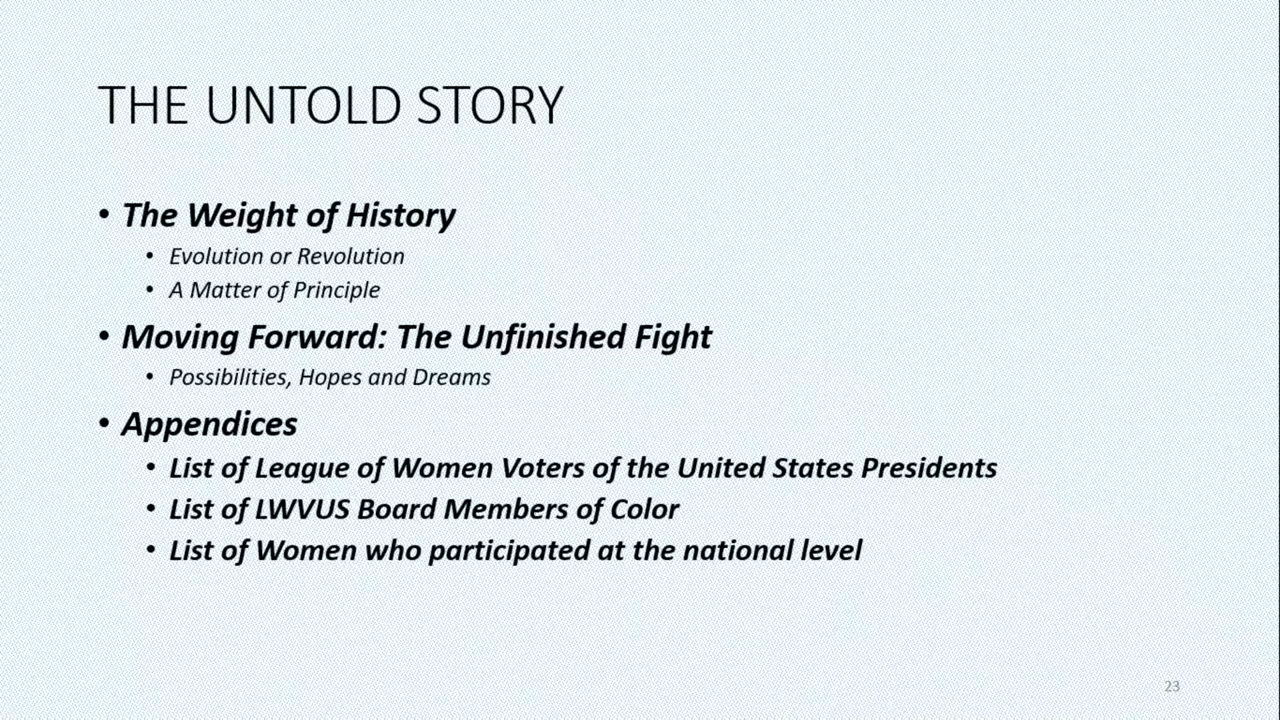 THE UNTOLD STORY
• The Weight of History
• Evolution or Revolution
• A Matter of Principle
• Moving Forward: The Unfinished Fight
• Possibilities, Hopes and Dreams
• Appendices
• List of League of Women Voters of the United States Presidents
• List of LWVUS Board Members of Color
• List of Women who participated at the national level
23